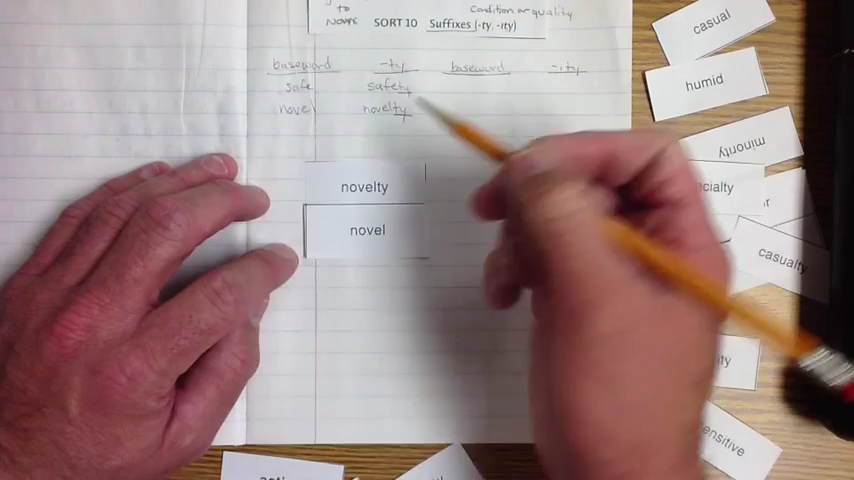 Condition or quality
to
Nouns SORT 10 Suffixes (-ty, -ity)
baseword -ty baseword -ity
safe safety
novel novelty
novelty
novel
casual
humid
minority
casualty